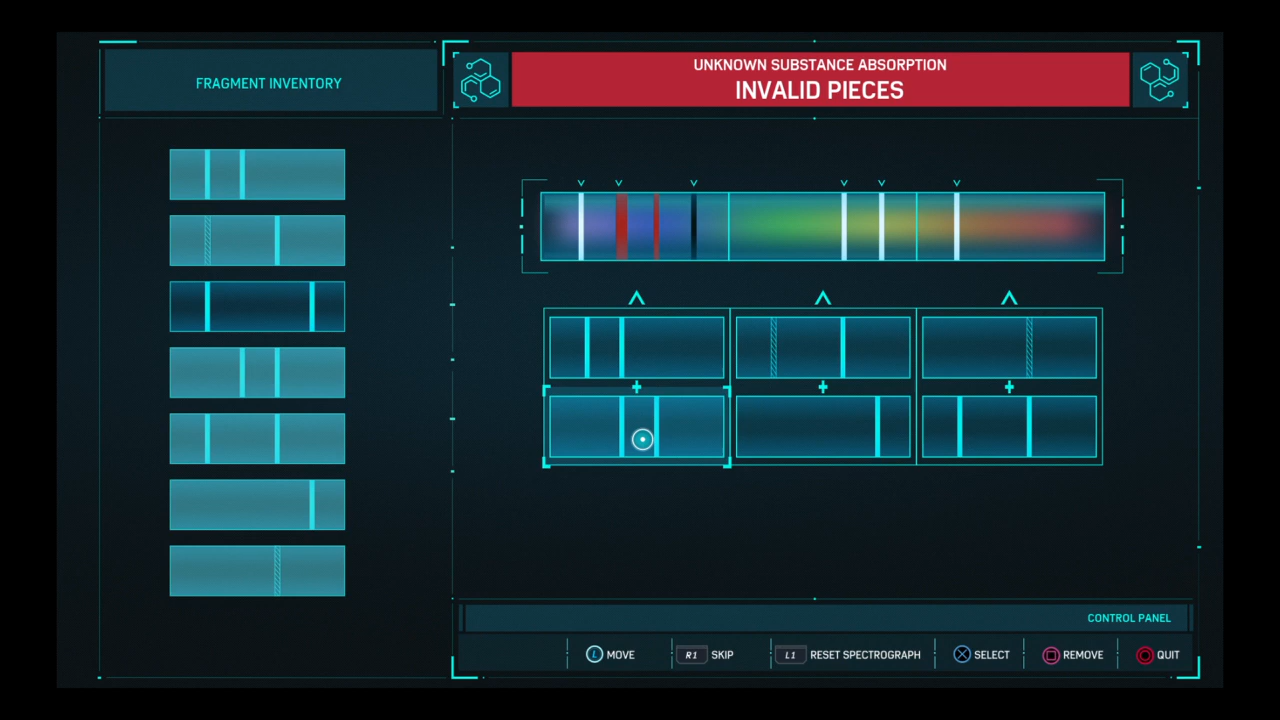 FRAGMENT INVENTORY
UNKNOWN SUBSTANCE ABSORPTION
INVALID PIECES
CONTROL PANEL
L MOVE
R1 SKIP
L1 RESET SPECTROGRAPH
SELECT
REMOVE
QUIT